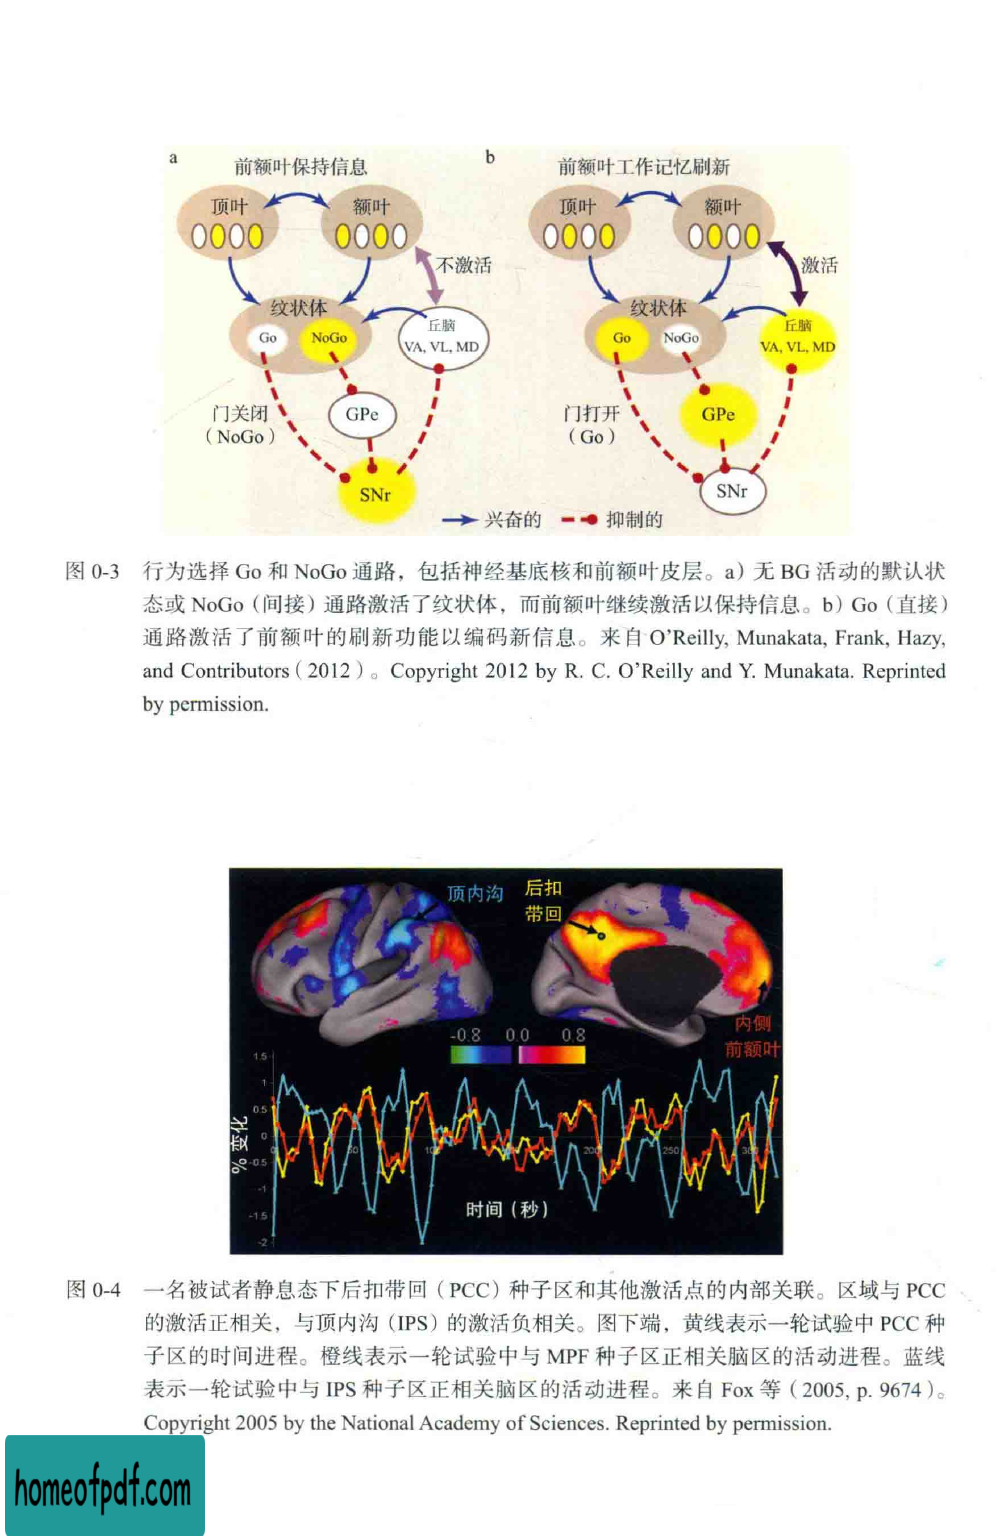 a
前额叶保持信息
顶叶
额叶
不激活
纹状体
Go
NoGo
丘脑
VA, VL, MD
门关闭
(NoGo)
GPe
SNr
b
前额叶工作记忆刷新
顶叶
额叶
激活
纹状体
Go
NoGo
丘脑
VA, VL, MD
门打开
(Go)
GPe
SNr
兴奋的
抑制的
图 0-3 行为选择 Go 和 NoGo 通路，包括神经基底核和前额叶皮层。a）无 BG 活动的默认状
态或 NoGo（间接）通路激活了纹状体，而前额叶继续激活以保持信息。b）Go（直接）
通路激活了前额叶的刷新功能以编码新信息。来自 O'Reilly, Munakata, Frank, Hazy,
and Contributors（2012）。Copyright 2012 by R. C. O'Reilly and Y. Munakata. Reprinted
by permission.
顶内沟
后扣
带回
内侧
前额叶
-0.8 0.0 0.8
1.5
1
0.5
0
-0.5
-1
-1.5
-2
% 变化
50
200
250
时间（秒）
图 0-4 一名被试者静息态下后扣带回（PCC）种子区和其他激活点的内部关联。区域与 PCC
的激活正相关，与顶内沟（IPS）的激活负相关。图下端，黄线表示一轮试验中 PCC 种
子区的时间进程。橙线表示一轮试验中与 MPF 种子区正相关脑区的活动进程。蓝线
表示一轮试验中与 IPS 种子区正相关脑区的活动进程。来自 Fox 等（2005, p. 9674）。
Copyright 2005 by the National Academy of Sciences. Reprinted by permission.
homeofpdf.com